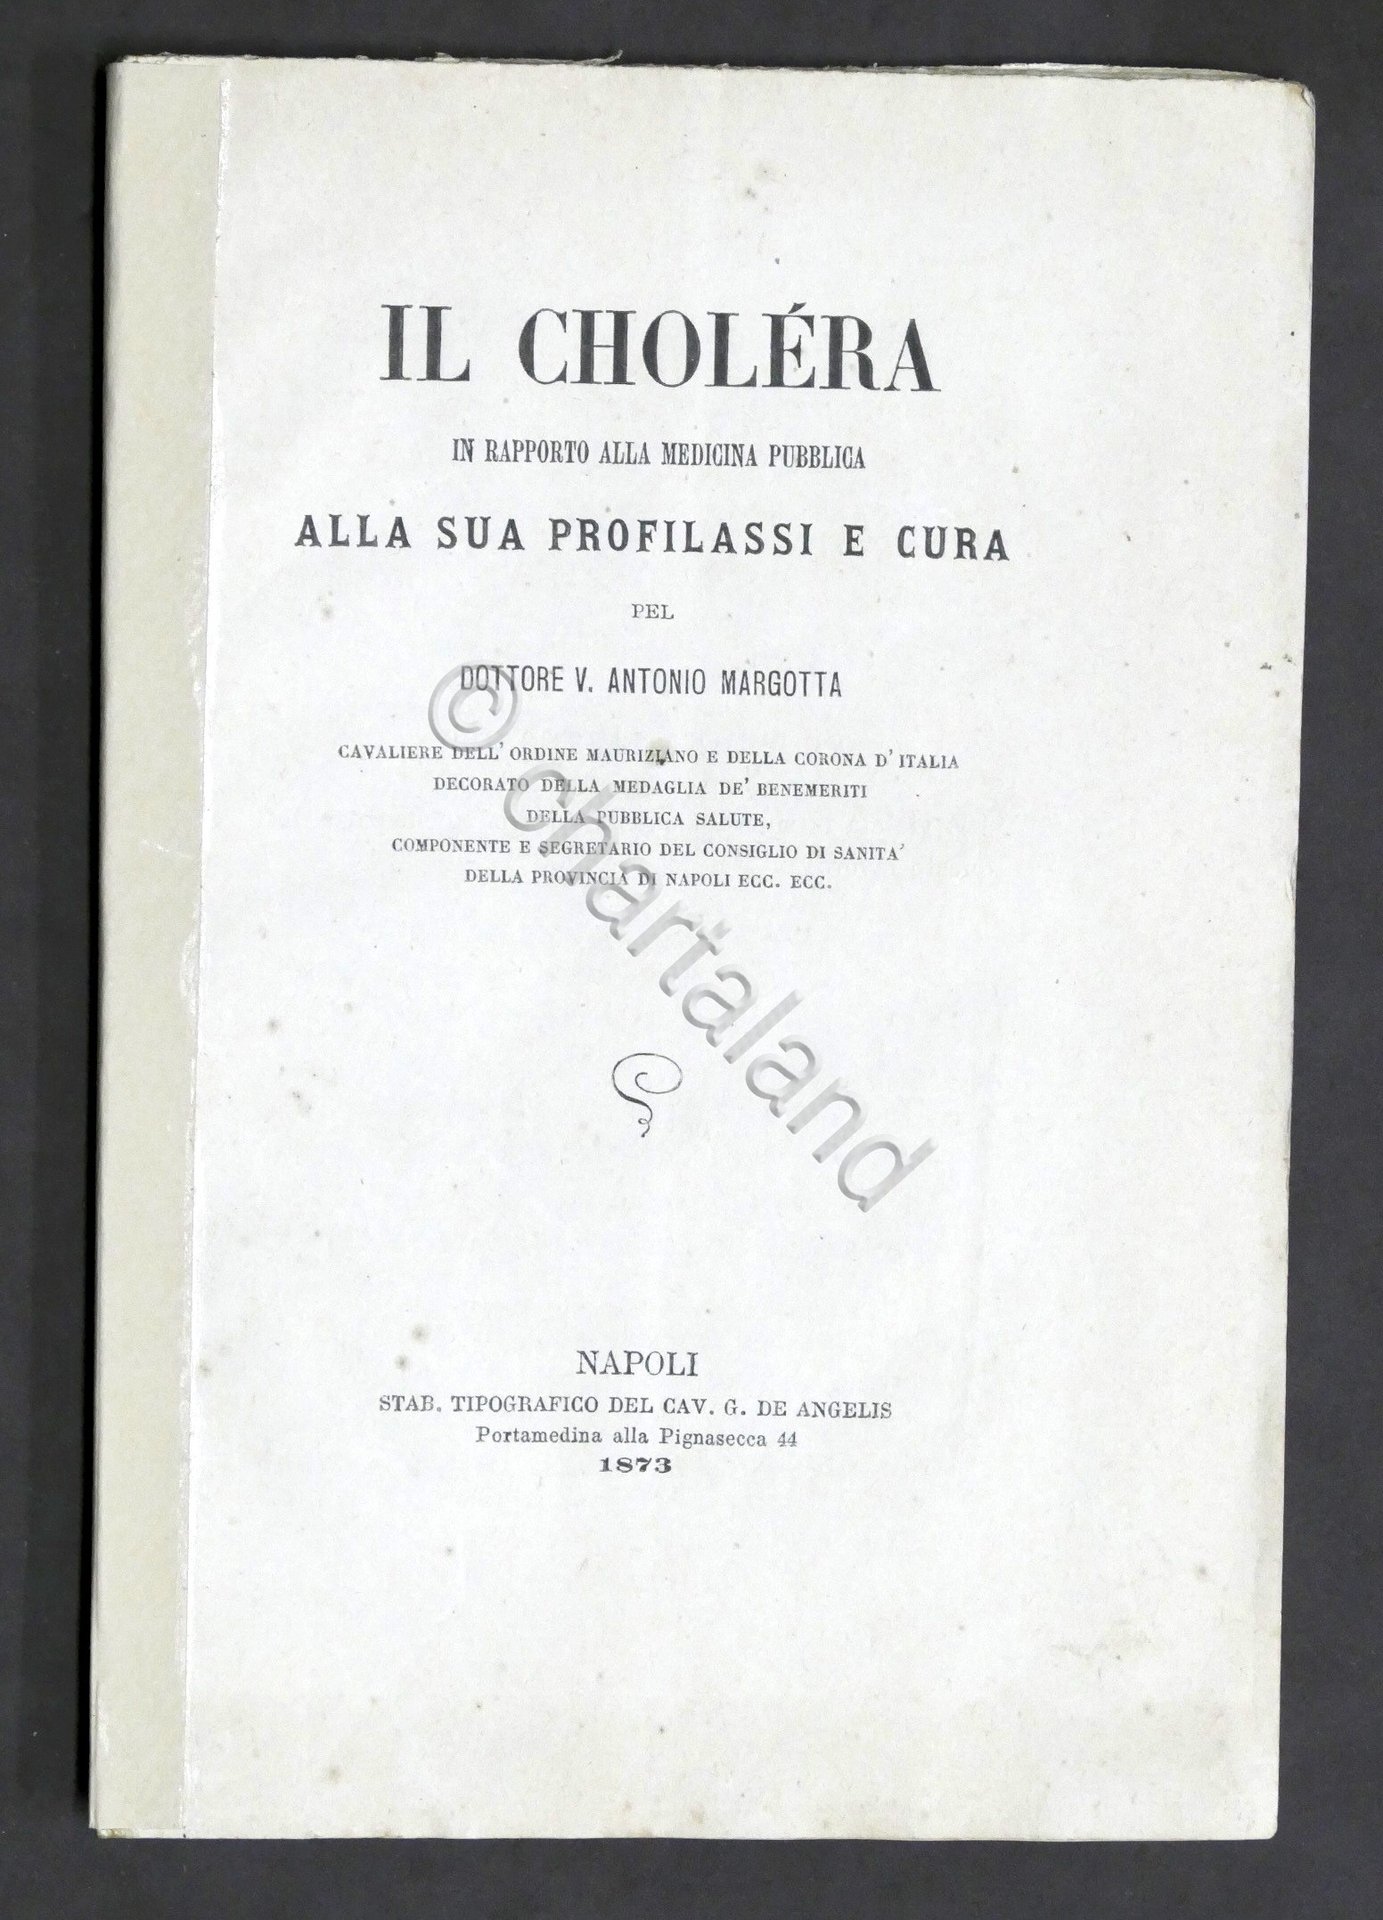 IL CHOLÉRA
IN RAPPORTO ALLA MEDICINA PUBBLICA
ALLA SUA PROFILASSI E CURA
PEL
DOTTORE V. ANTONIO MARGOTTA
CAVALIERE DELL' ORDINE MAURIZIANO E DELLA CORONA D' ITALIA
DECORATO DELLA MEDAGLIA DE' BENEMERITI
DELLA PUBBLICA SALUTE,
COMPONENTE E SEGRETARIO DEL CONSIGLIO DI SANITA'
DELLA PROVINCIA DI NAPOLI ECC. ECC.
© chartaland
NAPOLI
STAB. TIPOGRAFICO DEL CAV. G. DE ANGELIS
Portamedina alla Pignasecca 44
1873